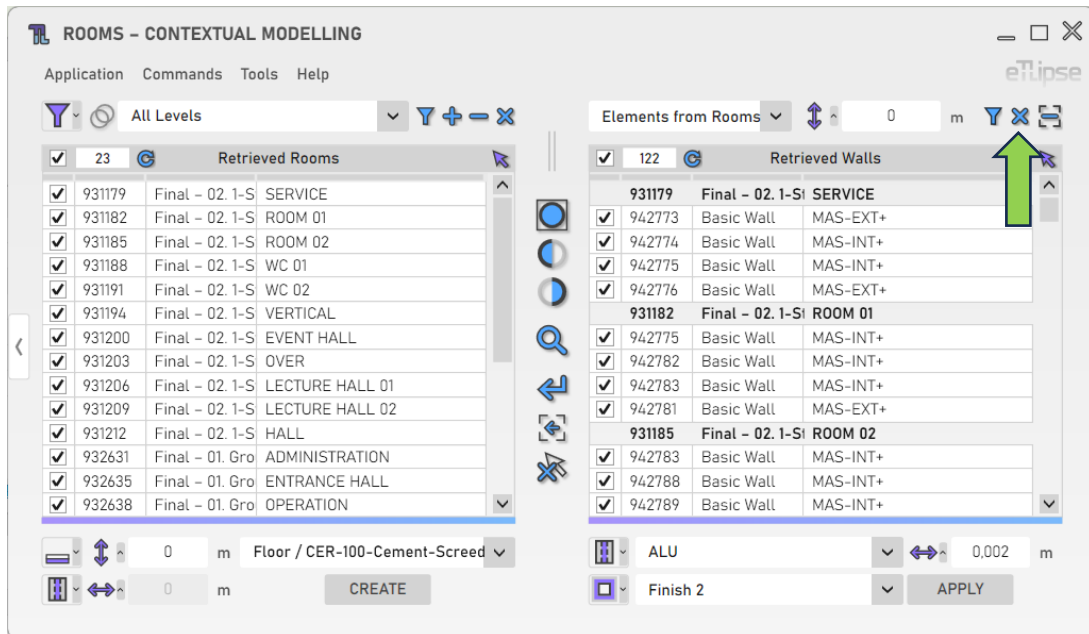 ROOMS – CONTEXTUAL MODELLING
Application Commands Tools Help
eTLipse
All Levels
Elements from Rooms 0 m
23 Retrieved Rooms
931179 Final – 02. 1-S SERVICE
931182 Final – 02. 1-S ROOM 01
931185 Final – 02. 1-S ROOM 02
931188 Final – 02. 1-S WC 01
931191 Final – 02. 1-S WC 02
931194 Final – 02. 1-S VERTICAL
931200 Final – 02. 1-S EVENT HALL
931203 Final – 02. 1-S OVER
931206 Final – 02. 1-S LECTURE HALL 01
931209 Final – 02. 1-S LECTURE HALL 02
931212 Final – 02. 1-S HALL
932631 Final – 01. Gro ADMINISTRATION
932635 Final – 01. Gro ENTRANCE HALL
932638 Final – 01. Gro OPERATION
122 Retrieved Walls
931179 Final – 02. 1-St SERVICE
942773 Basic Wall MAS-EXT+
942774 Basic Wall MAS-INT+
942775 Basic Wall MAS-INT+
942776 Basic Wall MAS-EXT+
931182 Final – 02. 1-St ROOM 01
942775 Basic Wall MAS-INT+
942782 Basic Wall MAS-INT+
942783 Basic Wall MAS-INT+
942781 Basic Wall MAS-EXT+
931185 Final – 02. 1-St ROOM 02
942783 Basic Wall MAS-INT+
942788 Basic Wall MAS-INT+
942789 Basic Wall MAS-INT+
0 m Floor / CER-100-Cement-Screed
0 m CREATE
ALU 0,002 m
Finish 2 APPLY